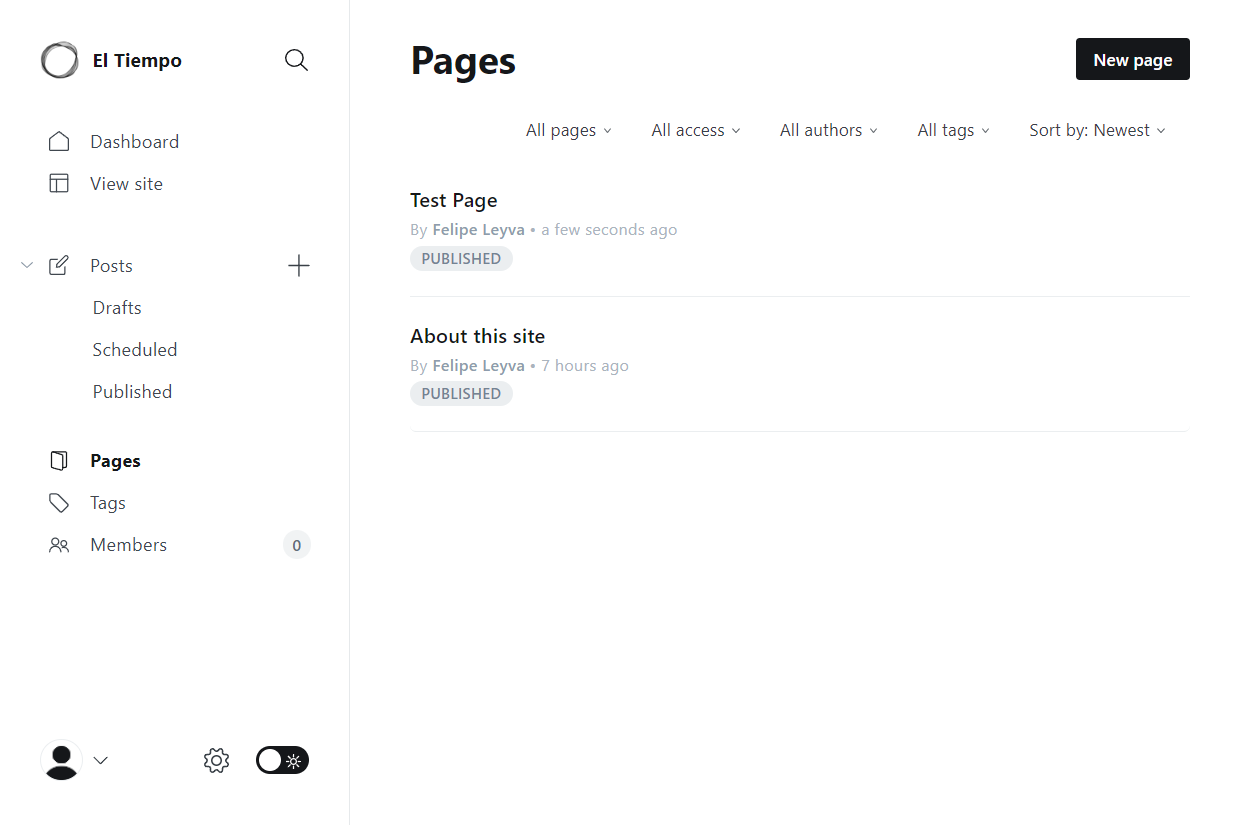 El Tiempo
Dashboard
View site
Posts
Drafts
Scheduled
Published
Pages
Tags
Members 0
Pages
New page
All pages All access All authors All tags Sort by: Newest
Test Page
By Felipe Leyva • a few seconds ago
PUBLISHED
About this site
By Felipe Leyva • 7 hours ago
PUBLISHED